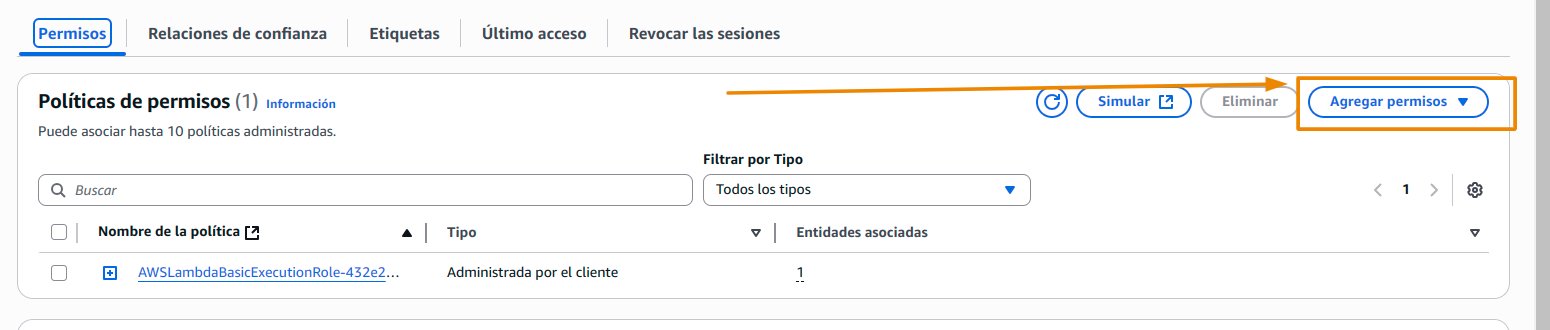 Permisos
Relaciones de confianza
Etiquetas
Último acceso
Revocar las sesiones
Políticas de permisos (1) Información
Simular
Eliminar
Agregar permisos
Puede asociar hasta 10 políticas administradas.
Filtrar por Tipo
Buscar
Todos los tipos
1
Nombre de la política
Tipo
Entidades asociadas
AWSLambdaBasicExecutionRole-432e2...
Administrada por el cliente
1